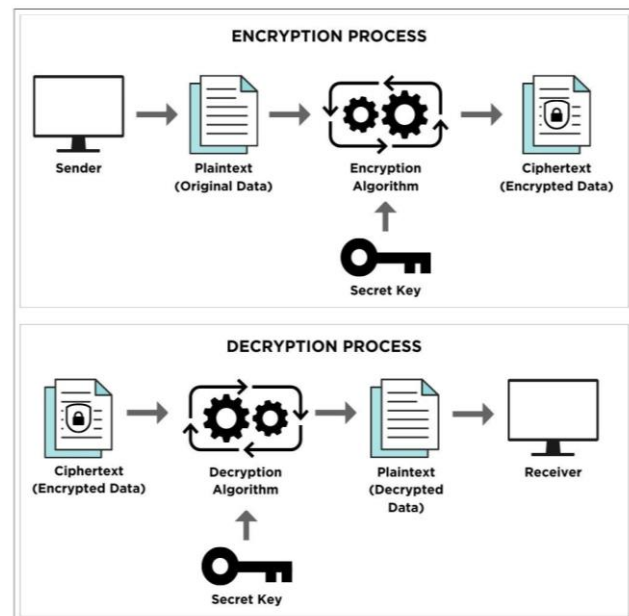 ENCRYPTION PROCESS
Sender
Plaintext
(Original Data)
Encryption
Algorithm
Ciphertext
(Encrypted Data)
Secret Key
DECRYPTION PROCESS
Ciphertext
(Encrypted Data)
Decryption
Algorithm
Plaintext
(Decrypted
Data)
Receiver
Secret Key